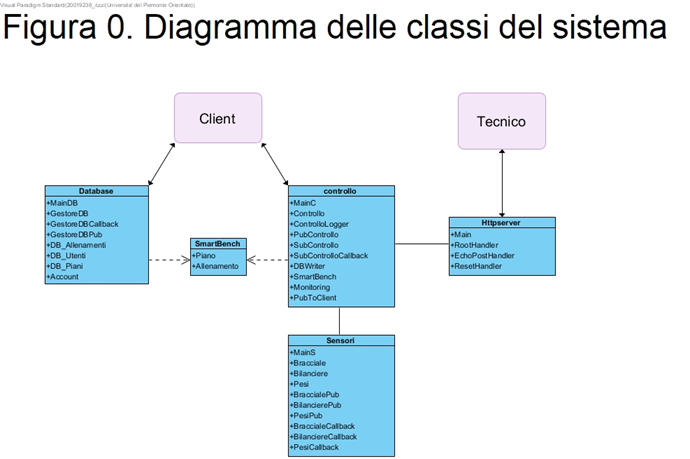 Visual Paradigm Standard(20019238_izzi(Universita' del Piemonte Orientale))
Figura 0. Diagramma delle classi del sistema
Client
Tecnico
Database
+MainDB
+GestoreDB
+GestoreDBCallback
+GestoreDBPub
+DB_Allenamenti
+DB_Utenti
+DB_Piani
+Account
SmartBench
+Piano
+Allenamento
controllo
+MainC
+Controllo
+ControlloLogger
+PubControllo
+SubControllo
+SubControlloCallback
+DBWriter
+SmartBench
+Monitoring
+PubToClient
Httpserver
+Main
+RootHandler
+EchoPostHandler
+ResetHandler
Sensori
+MainS
+Bracciale
+Bilanciere
+Pesi
+BraccialePub
+BilancierePub
+PesiPub
+BraccialeCallback
+BilanciereCallback
+PesiCallback